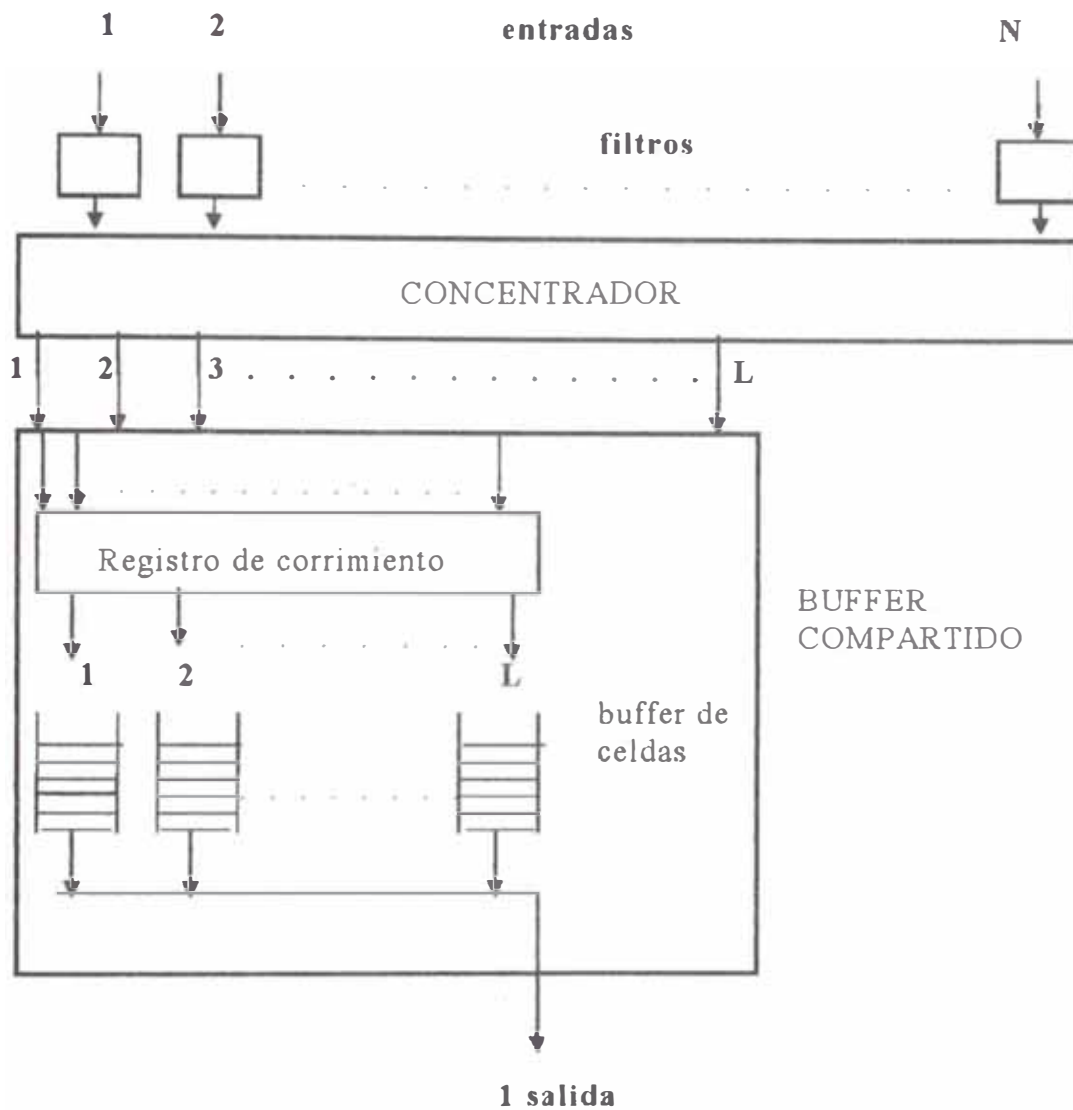 1 2 entradas N
filtros
CONCENTRADOR
1 2 3 L
Registro de corrimiento
BUFFER
COMPARTIDO
1 2 L
buffer de
celdas
1 salida